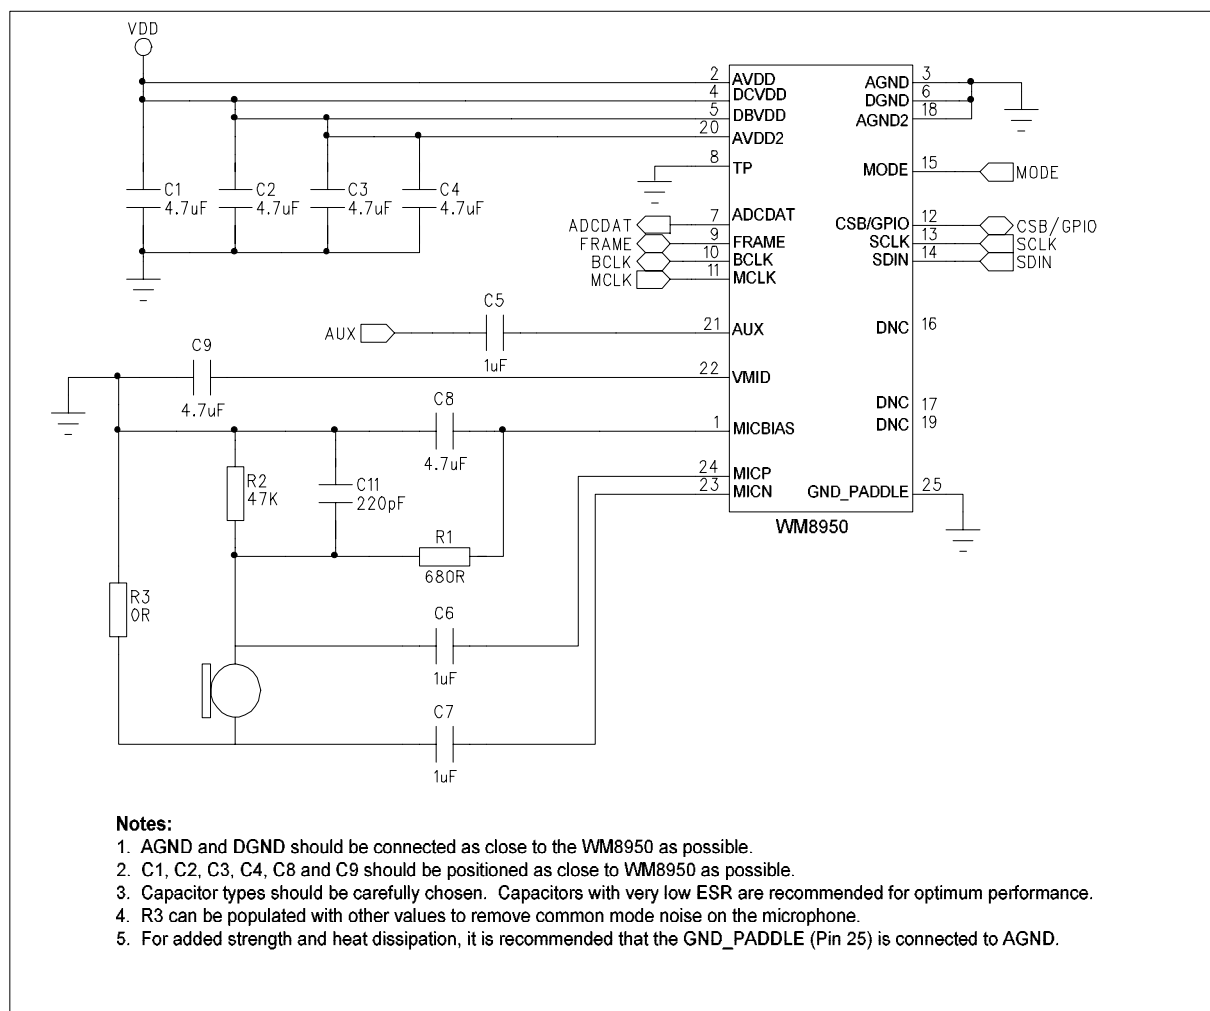 VDD
2 AVDD
4 DCVDD
5 DBVDD
20 AVDD2
8 TP
AGND 3
DGND 6
AGND2 18
MODE 15 MODE
C1 4.7uF
C2 4.7uF
C3 4.7uF
C4 4.7uF
ADCDAT 7 ADCDAT
FRAME 9 FRAME
BCLK 10 BCLK
MCLK 11 MCLK
CSB/GPIO 12 CSB/GPIO
SCLK 13 SCLK
SDIN 14 SDIN
C5
AUX 21 AUX
1uF
DNC 16
C9
22 VMID
4.7uF
C8
1 MICBIAS
4.7uF
DNC 17
DNC 19
R2
47K
C11
220pF
24 MICP
23 MICN
GND_PADDLE 25
WM8950
R1
680R
R3
0R
C6
1uF
C7
1uF
Notes:
1. AGND and DGND should be connected as close to the WM8950 as possible.
2. C1, C2, C3, C4, C8 and C9 should be positioned as close to WM8950 as possible.
3. Capacitor types should be carefully chosen. Capacitors with very low ESR are recommended for optimum performance.
4. R3 can be populated with other values to remove common mode noise on the microphone.
5. For added strength and heat dissipation, it is recommended that the GND_PADDLE (Pin 25) is connected to AGND.